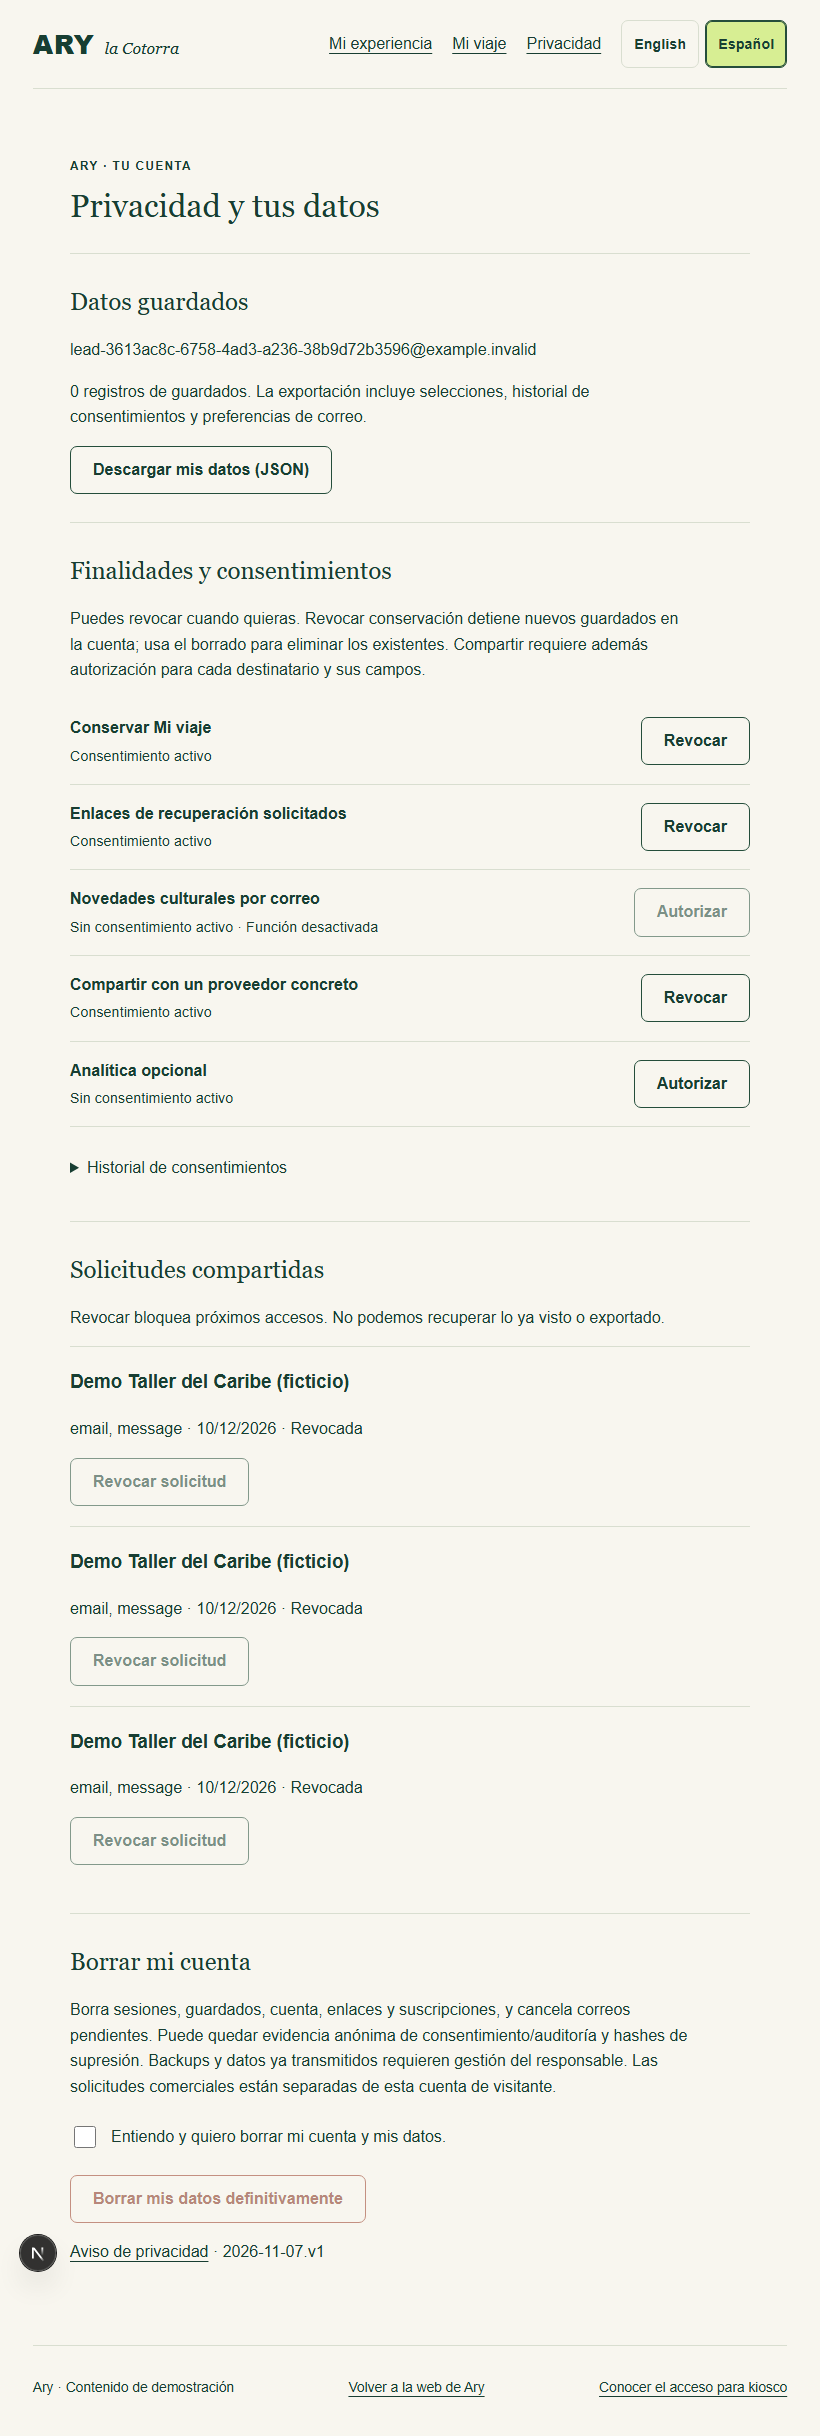 ARY la Cotorra
Mi experiencia Mi viaje Privacidad English Español
ARY · TU CUENTA
Privacidad y tus datos
Datos guardados
lead-3613ac8c-6758-4ad3-a236-38b9d72b3596@example.invalid
0 registros de guardados. La exportación incluye selecciones, historial de
consentimientos y preferencias de correo.
Descargar mis datos (JSON)
Finalidades y consentimientos
Puedes revocar cuando quieras. Revocar conservación detiene nuevos guardados en
la cuenta; usa el borrado para eliminar los existentes. Compartir requiere además
autorización para cada destinatario y sus campos.
Conservar Mi viaje
Consentimiento activo
Revocar
Enlaces de recuperación solicitados
Consentimiento activo
Revocar
Novedades culturales por correo
Sin consentimiento activo · Función desactivada
Autorizar
Compartir con un proveedor concreto
Consentimiento activo
Revocar
Analítica opcional
Sin consentimiento activo
Autorizar
Historial de consentimientos
Solicitudes compartidas
Revocar bloquea próximos accesos. No podemos recuperar lo ya visto o exportado.
Demo Taller del Caribe (ficticio)
email, message · 10/12/2026 · Revocada
Revocar solicitud
Demo Taller del Caribe (ficticio)
email, message · 10/12/2026 · Revocada
Revocar solicitud
Demo Taller del Caribe (ficticio)
email, message · 10/12/2026 · Revocada
Revocar solicitud
Borrar mi cuenta
Borra sesiones, guardados, cuenta, enlaces y suscripciones, y cancela correos
pendientes. Puede quedar evidencia anónima de consentimiento/auditoría y hashes de
supresión. Backups y datos ya transmitidos requieren gestión del responsable. Las
solicitudes comerciales están separadas de esta cuenta de visitante.
Entiendo y quiero borrar mi cuenta y mis datos.
Borrar mis datos definitivamente
N
Aviso de privacidad · 2026-11-07.v1
Ary · Contenido de demostración
Volver a la web de Ary
Conocer el acceso para kiosco